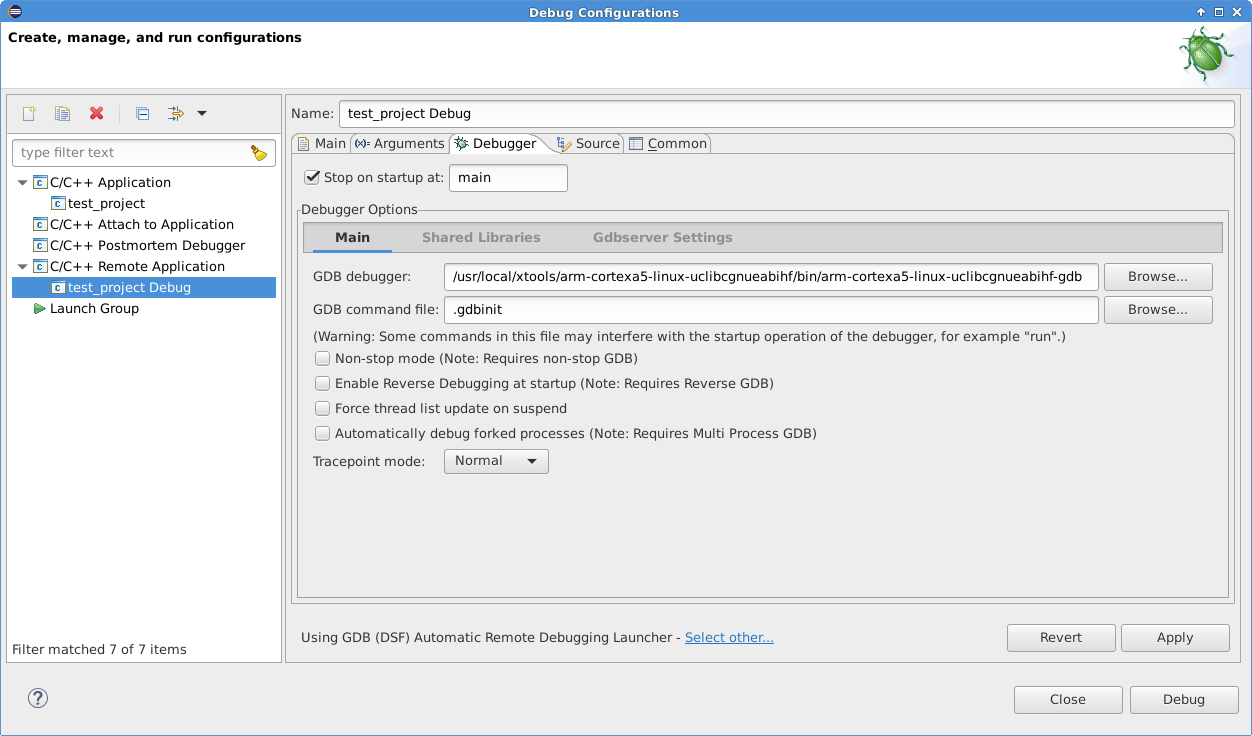 Debug Configurations
Create, manage, and run configurations
type filter text
C/C++ Application
test_project
C/C++ Attach to Application
C/C++ Postmortem Debugger
C/C++ Remote Application
test_project Debug
Launch Group
Filter matched 7 of 7 items
Name: test_project Debug
Main (x)= Arguments Debugger Source Common
Stop on startup at: main
Debugger Options
Main Shared Libraries Gdbserver Settings
GDB debugger: /usr/local/xtools/arm-cortexa5-linux-uclibcgnueabihf/bin/arm-cortexa5-linux-uclibcgnueabihf-gdb Browse...
GDB command file: .gdbinit Browse...
(Warning: Some commands in this file may interfere with the startup operation of the debugger, for example "run".)
Non-stop mode (Note: Requires non-stop GDB)
Enable Reverse Debugging at startup (Note: Requires Reverse GDB)
Force thread list update on suspend
Automatically debug forked processes (Note: Requires Multi Process GDB)
Tracepoint mode: Normal
Using GDB (DSF) Automatic Remote Debugging Launcher - Select other... Revert Apply
? Close Debug